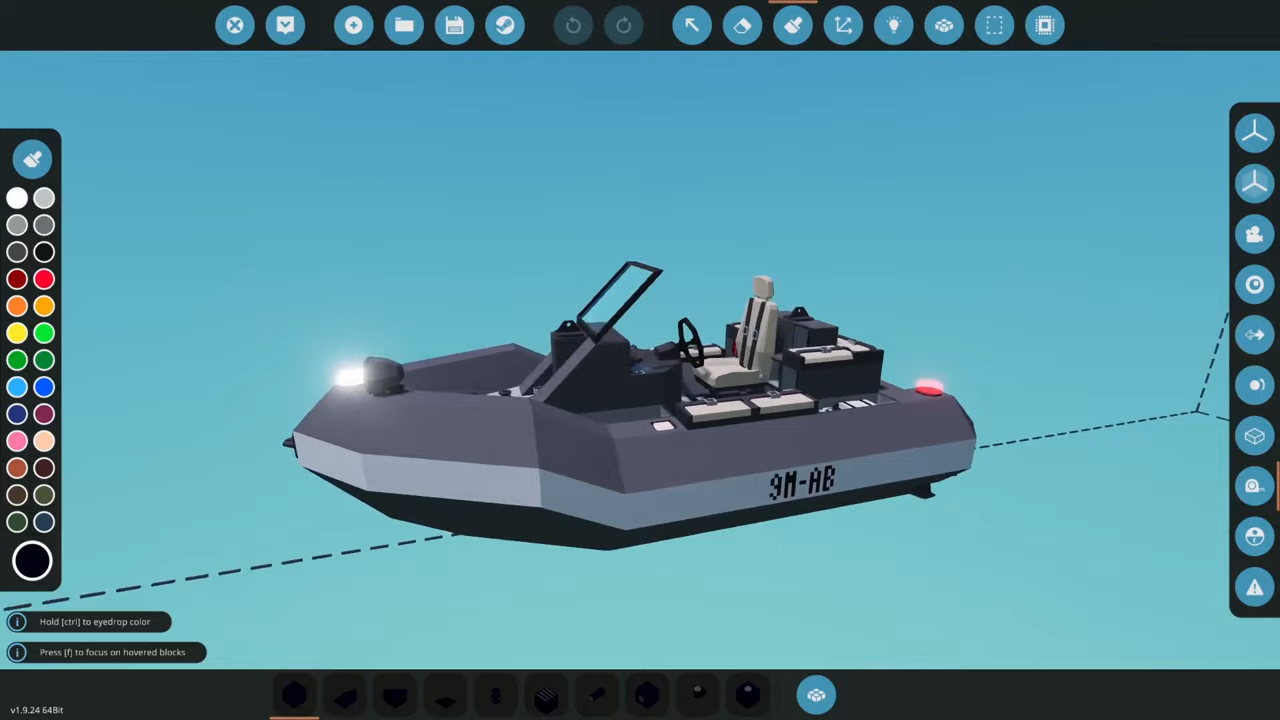 9M-AB
Hold [ctrl] to eyedrop color
Press [f] to focus on hovered blocks
v1.9.24 64Bit